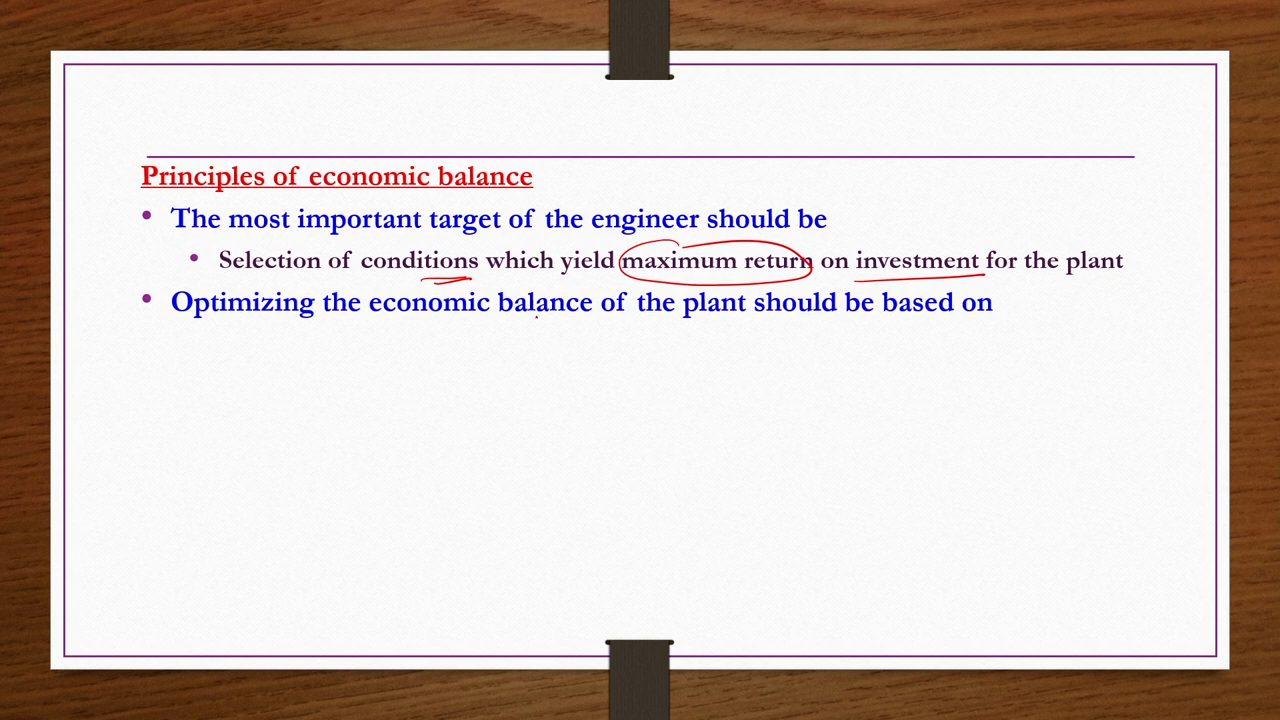 Principles of economic balance
• The most important target of the engineer should be
• Selection of conditions which yield maximum return on investment for the plant
• Optimizing the economic balance of the plant should be based on